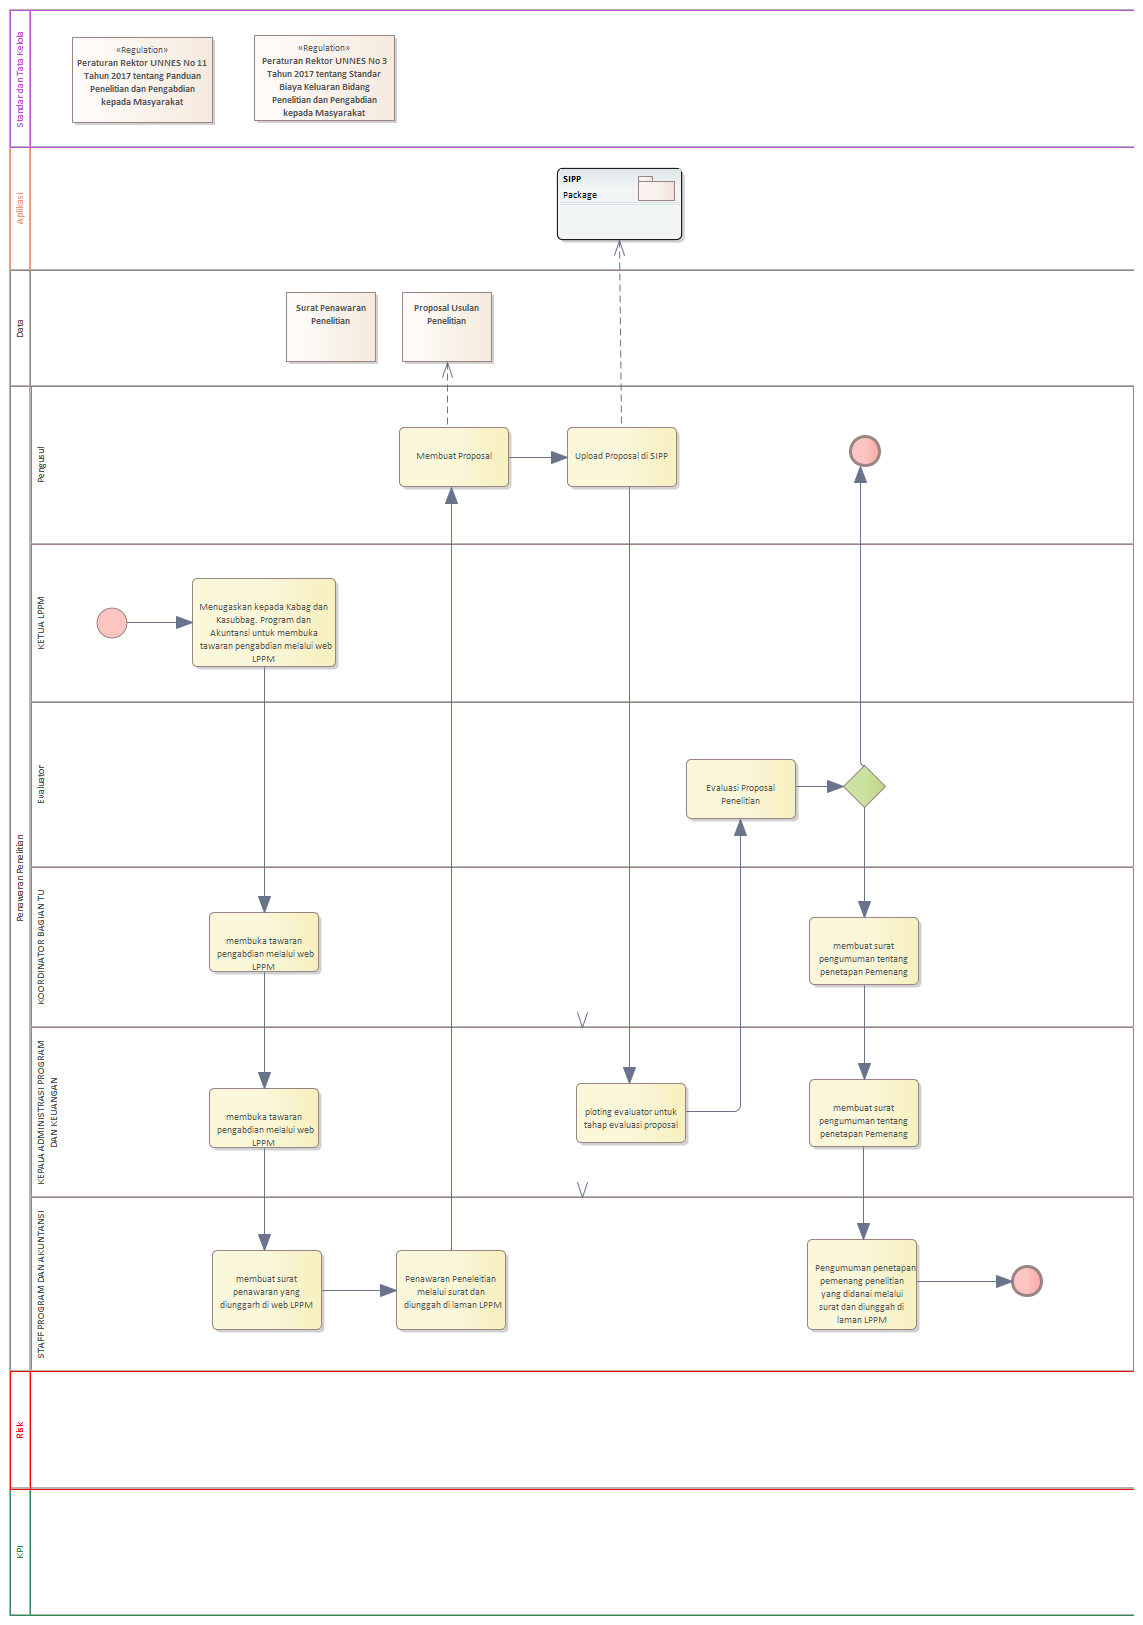 Standar dan Tata Kelola
«Regulation»
Peraturan Rektor UNNES No 11
Tahun 2017 tentang Panduan
Penelitian dan Pengabdian
kepada Masyarakat
«Regulation»
Peraturan Rektor UNNES No 3
Tahun 2017 tentang Standar
Biaya Keluaran Bidang
Penelitian dan Pengabdian
kepada Masyarakat
Aplikasi
SIPP
Package
Data
Surat Penawaran
Penelitian
Proposal Usulan
Penelitian
Penawaran Penelitian
Pengusul
Membuat Proposal
Upload Proposal di SIPP
KETUA LPPM
Menugaskan kepada Kabag dan
Kasubbag. Program dan
Akuntansi untuk membuka
tawaran pengabdian melalui web
LPPM
Evaluator
Evaluasi Proposal
Penelitian
KOORDINATOR BAGIAN TU
membuka tawaran
pengabdian melalui web
LPPM
membuat surat
pengumuman tentang
penetapan Pemenang
KEPALA ADMINISTRASI PROGRAM
DAN KEUANGAN
membuka tawaran
pengabdian melalui web
LPPM
ploting evaluator untuk
tahap evaluasi proposal
membuat surat
pengumuman tentang
penetapan Pemenang
STAFF PROGRAM DAN AKUNTANSI
membuat surat
penawaran yang
diunggarh di web LPPM
Penawaran Peneleitian
melalui surat dan
diunggah di laman LPPM
Pengumuman penetapan
pemenang penelitian
yang didanai melalui
surat dan diunggah di
laman LPPM
Risk
KPI